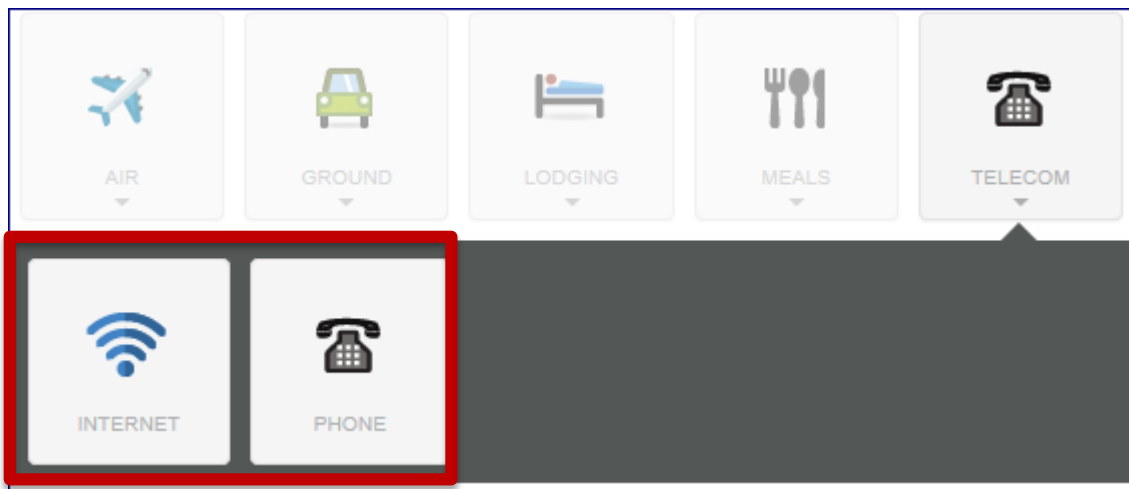 AIR
GROUND
LODGING
MEALS
TELECOM
INTERNET
PHONE